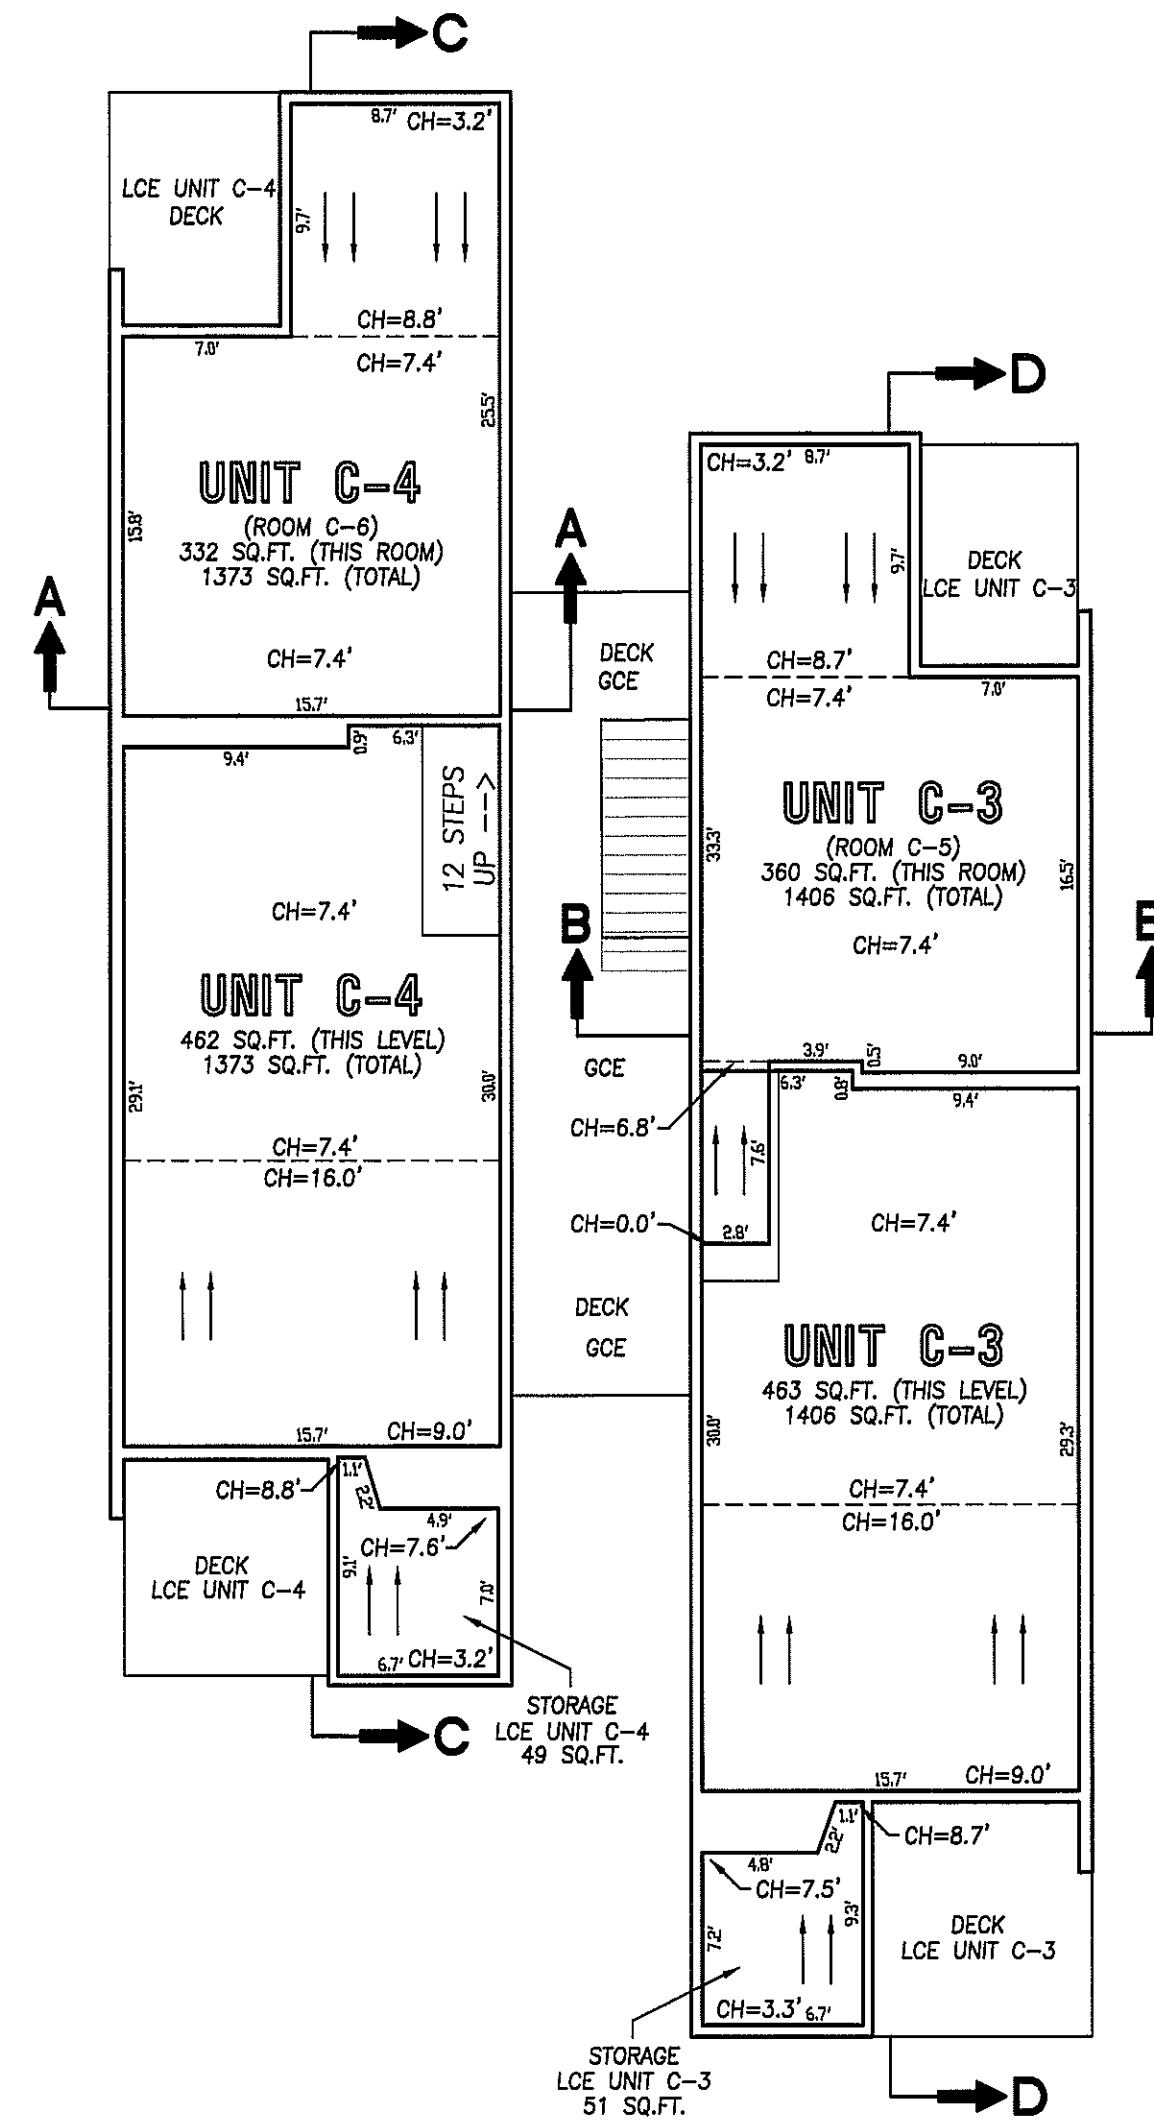 C
8.7' CH=3.2'
LCE UNIT C-4
DECK
9.7'
CH=8.8'
7.0'
CH=7.4'
25.5'
UNIT C-4
(ROOM C-6)
332 SQ.FT. (THIS ROOM)
1373 SQ.FT. (TOTAL)
15.8'
A
A
CH=7.4'
15.7'
6.3'
0.9'
9.4'
12 STEPS
UP -->
CH=7.4'
UNIT C-4
462 SQ.FT. (THIS LEVEL)
1373 SQ.FT. (TOTAL)
29.1'
30.0'
CH=7.4'
CH=16.0'
15.7'
CH=9.0'
CH=8.8'
1.1'
2.2'
4.9'
CH=7.6'
9.1'
7.0'
DECK
LCE UNIT C-4
6.7' CH=3.2'
STORAGE
LCE UNIT C-4
49 SQ.FT.
C
DECK
GCE
GCE
CH=6.8'
CH=0.0'
DECK
GCE
D
CH=3.2' 8.7'
9.7'
DECK
LCE UNIT C-3
CH=8.7'
CH=7.4'
7.0'
UNIT C-3
(ROOM C-5)
360 SQ.FT. (THIS ROOM)
1406 SQ.FT. (TOTAL)
33.3'
16.5'
CH=7.4'
B
B
3.9'
0.5'
9.0'
6.3'
0.8'
9.4'
7.6'
2.8'
CH=7.4'
UNIT C-3
463 SQ.FT. (THIS LEVEL)
1406 SQ.FT. (TOTAL)
30.0'
29.3'
CH=7.4'
CH=16.0'
15.7'
CH=9.0'
1.1'
CH=8.7'
2.2'
4.8'
CH=7.5'
9.3'
7.2'
DECK
LCE UNIT C-3
CH=3.3' 6.7'
STORAGE
LCE UNIT C-3
51 SQ.FT.
D